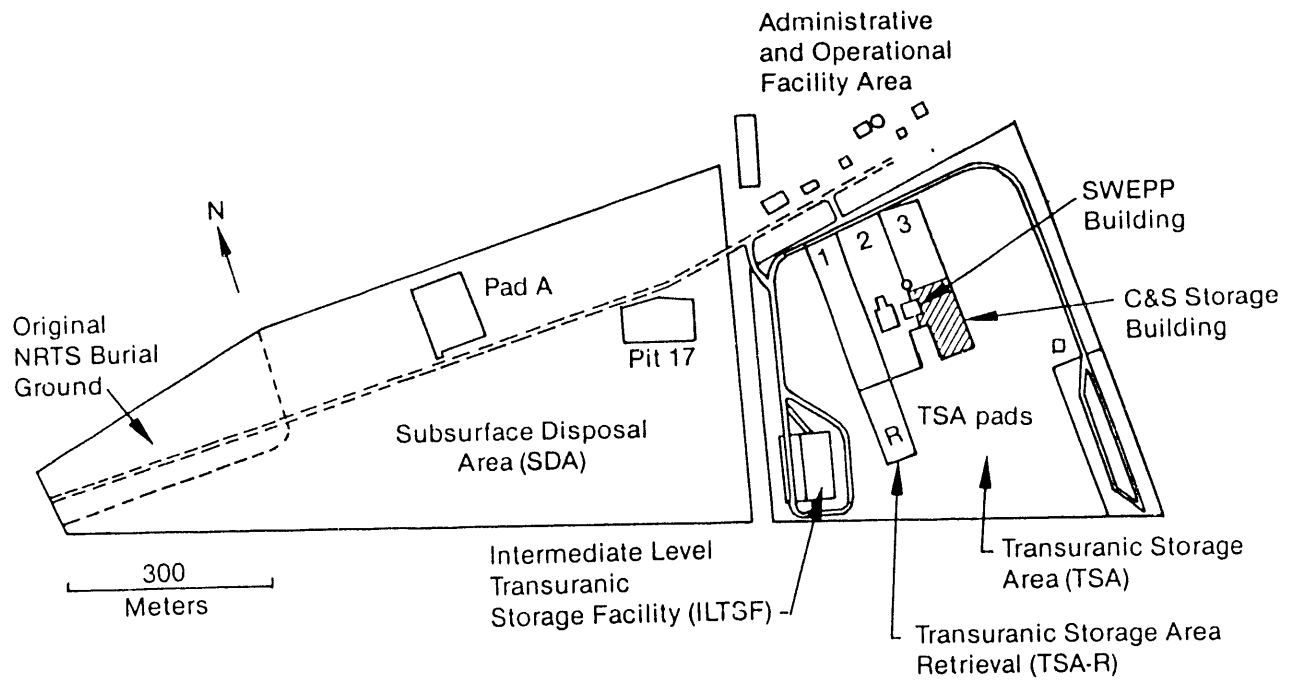 Administrative
and Operational
Facility Area
SWEPP
Building
C&S Storage
Building
N
1
2
3
Pad A
Pit 17
Original
NRTS Burial
Ground
Subsurface Disposal
Area (SDA)
TSA pads
R
300
Meters
Intermediate Level
Transuranic
Storage Facility (ILTSF)
Transuranic Storage
Area (TSA)
Transuranic Storage Area
Retrieval (TSA-R)